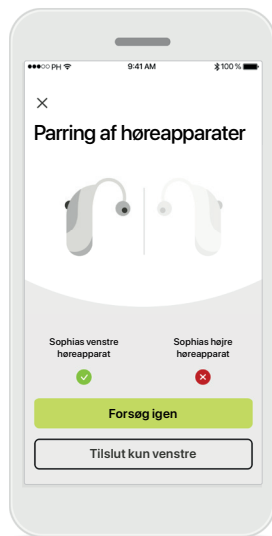 ●●●○○ PH 9:41 AM 100 %
Parring af høreapparater
Sophias venstre
høreapparat
Sophias højre
høreapparat
Forsøg igen
Tilslut kun venstre